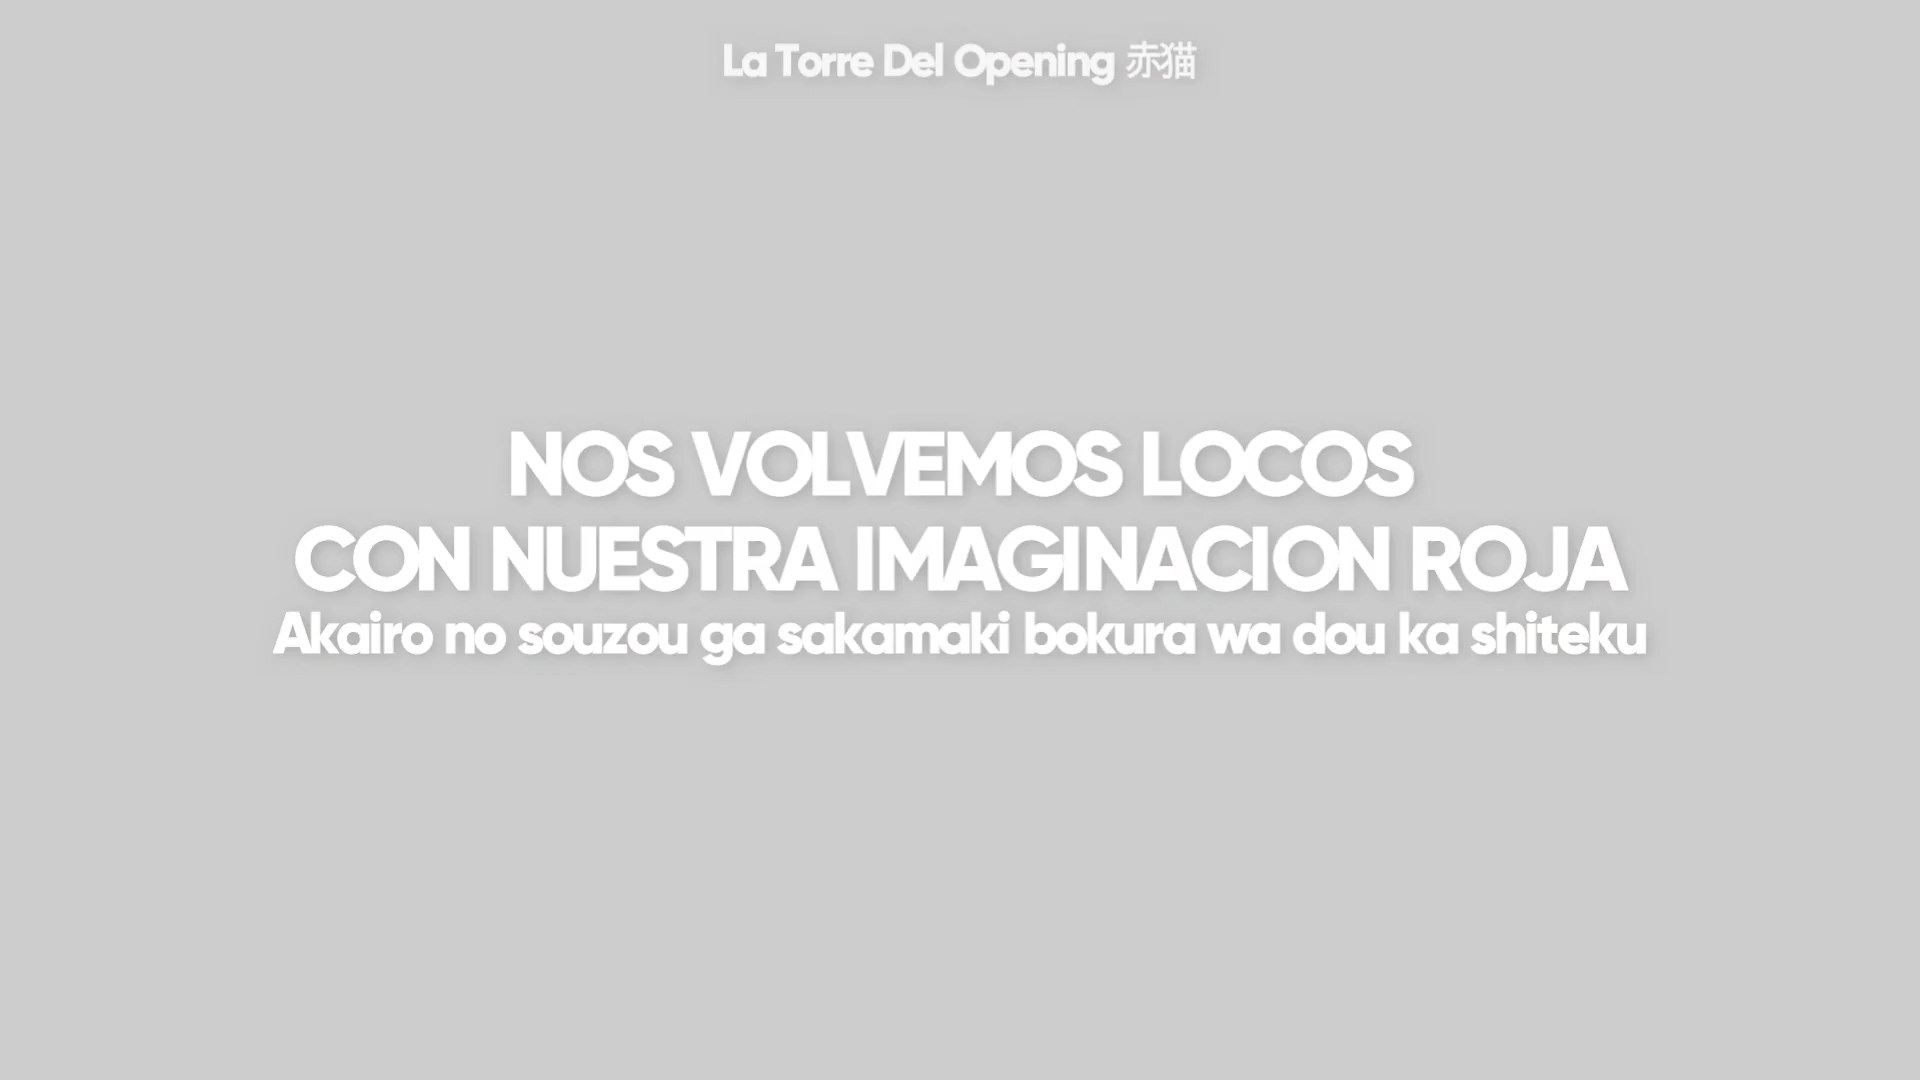 La Torre Del Opening 赤猫
NOS VOLVEMOS LOCOS
CON NUESTRA IMAGINACION ROJA
Akairo no souzou ga sakamaki bokura wa dou ka shiteku